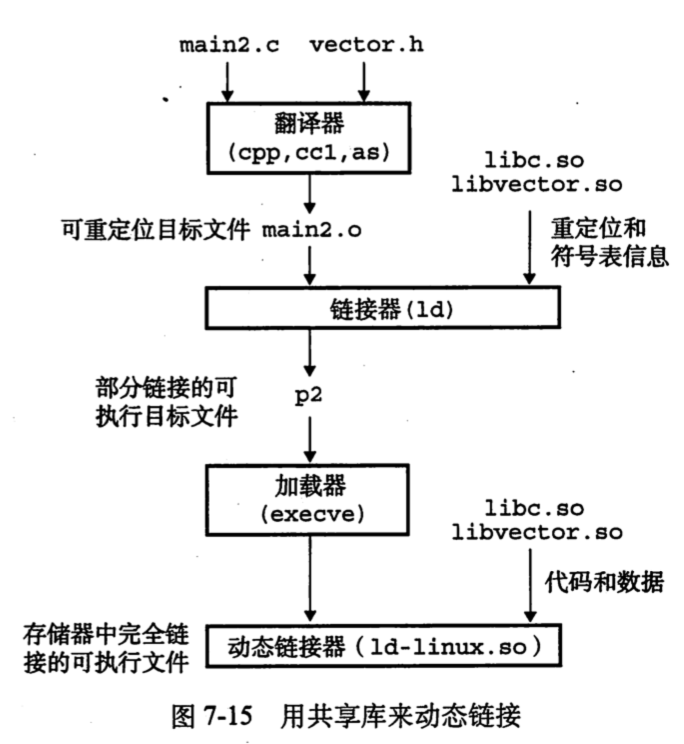 main2.c vector.h
翻译器
(cpp,cc1,as)
libc.so
libvector.so
可重定位目标文件 main2.o
重定位和
符号表信息
链接器(ld)
部分链接的可
执行目标文件
p2
加载器
(execve)
libc.so
libvector.so
代码和数据
存储器中完全链
接的可执行文件
动态链接器（ld-linux.so）
图 7-15 用共享库来动态链接